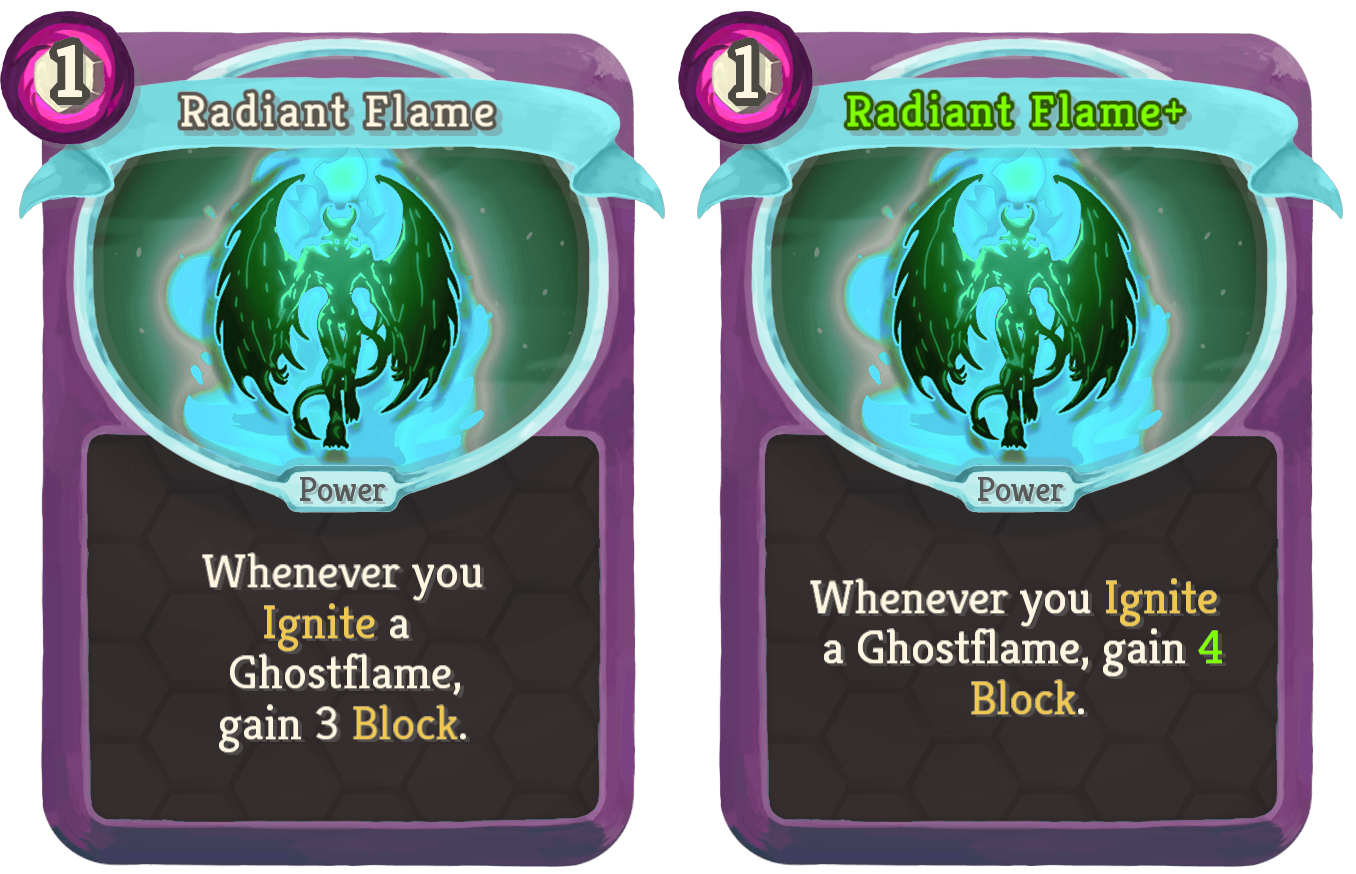 1
Radiant Flame
Power
Whenever you
Ignite a
Ghostflame,
gain 3 Block.
1
Radiant Flame+
Power
Whenever you Ignite
a Ghostflame, gain 4
Block.